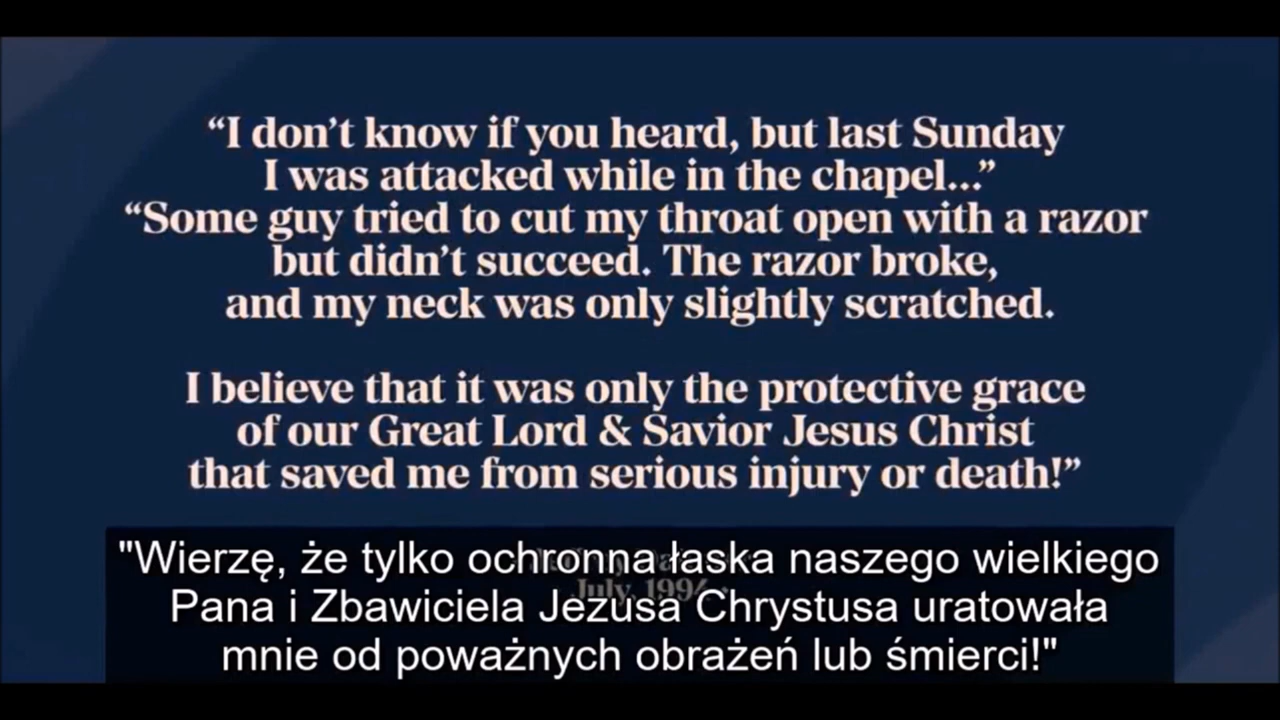 “I don’t know if you heard, but last Sunday
I was attacked while in the chapel...”
“Some guy tried to cut my throat open with a razor
but didn’t succeed. The razor broke,
and my neck was only slightly scratched.
I believe that it was only the protective grace
of our Great Lord & Savior Jesus Christ
that saved me from serious injury or death!”
July, 1994
"Wierzę, że tylko ochronna łaska naszego wielkiego
Pana i Zbawiciela Jezusa Chrystusa uratowała
mnie od poważnych obrażeń lub śmierci!"